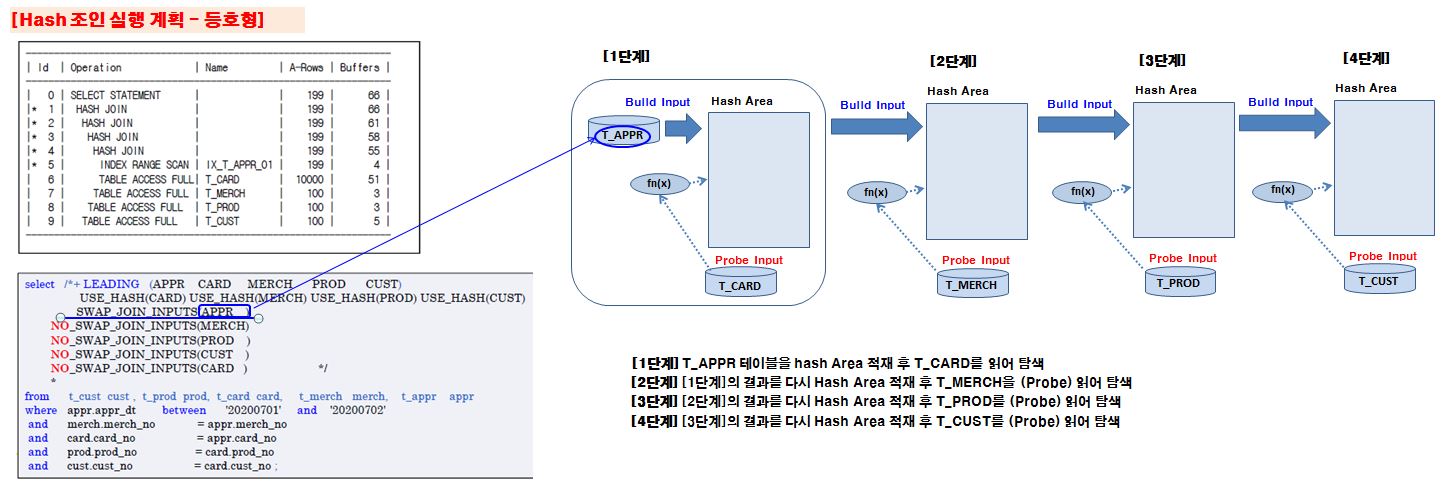 [Hash 조인 실행 계획 - 등호형]
| Id | Operation | Name | A-Rows | Buffers |
| 0 | SELECT STATEMENT | | 199 | 66 |
|* 1 | HASH JOIN | | 199 | 66 |
|* 2 | HASH JOIN | | 199 | 61 |
|* 3 | HASH JOIN | | 199 | 58 |
|* 4 | HASH JOIN | | 199 | 55 |
|* 5 | INDEX RANGE SCAN | IX_T_APPR_01 | 199 | 4 |
| 6 | TABLE ACCESS FULL| T_CARD | 10000 | 51 |
| 7 | TABLE ACCESS FULL | T_MERCH | 100 | 3 |
| 8 | TABLE ACCESS FULL | T_PROD | 100 | 3 |
| 9 | TABLE ACCESS FULL | T_CUST | 100 | 5 |
select /*+ LEADING (APPR CARD MERCH PROD CUST)
USE_HASH(CARD) USE_HASH(MERCH) USE_HASH(PROD) USE_HASH(CUST)
SWAP_JOIN_INPUTS(APPR )
NO_SWAP_JOIN_INPUTS(MERCH)
NO_SWAP_JOIN_INPUTS(PROD )
NO_SWAP_JOIN_INPUTS(CUST )
NO_SWAP_JOIN_INPUTS(CARD ) */
*
from t_cust cust , t_prod prod, t_card card, t_merch merch, t_appr appr
where appr.appr_dt between '20200701' and '20200702'
and merch.merch_no = appr.merch_no
and card.card_no = appr.card_no
and prod.prod_no = card.prod_no
and cust.cust_no = card.cust_no ;
[1단계]
Build Input
Hash Area
T_APPR
fn(x)
Probe Input
T_CARD
[2단계]
Build Input
Hash Area
fn(x)
Probe Input
T_MERCH
[3단계]
Build Input
Hash Area
fn(x)
Probe Input
T_PROD
[4단계]
Build Input
Hash Area
fn(x)
Probe Input
T_CUST
[1단계] T_APPR 테이블을 hash Area 적재 후 T_CARD를 읽어 탐색
[2단계] [1단계]의 결과를 다시 Hash Area 적재 후 T_MERCH을 (Probe) 읽어 탐색
[3단계] [2단계]의 결과를 다시 Hash Area 적재 후 T_PROD를 (Probe) 읽어 탐색
[4단계] [3단계]의 결과를 다시 Hash Area 적재 후 T_CUST를 (Probe) 읽어 탐색